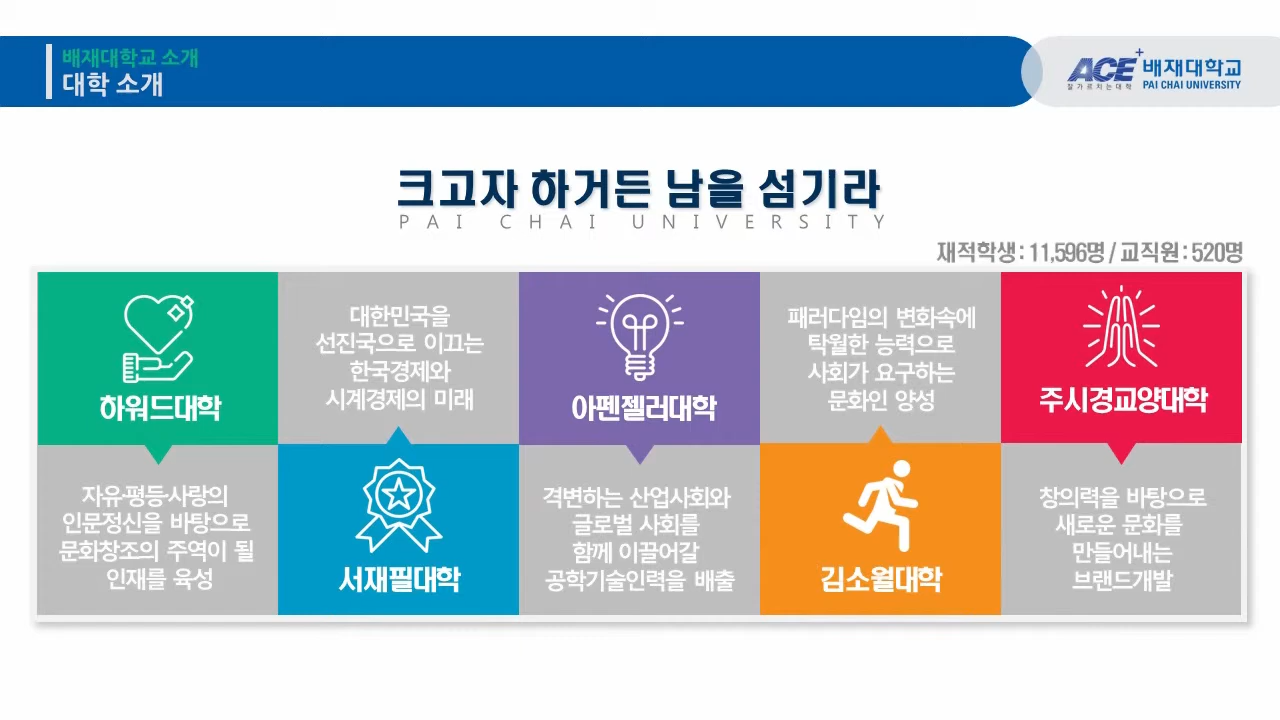 배재대학교 소개
대학 소개
ACE+
잘가르치는대학
배재대학교
PAI CHAI UNIVERSITY
크고자 하거든 남을 섬기라
PAI CHAI UNIVERSITY
재적학생 : 11,596명 / 교직원 : 520명
하워드대학
자유·평등·사랑의
인문정신을 바탕으로
문화창조의 주역이 될
인재를 육성
대한민국을
선진국으로 이끄는
한국경제와
시계경제의 미래
서재필대학
아펜젤러대학
격변하는 산업사회와
글로벌 사회를
함께 이끌어갈
공학기술인력을 배출
패러다임의 변화속에
탁월한 능력으로
사회가 요구하는
문화인 양성
김소월대학
주시경교양대학
창의력을 바탕으로
새로운 문화를
만들어내는
브랜드개발